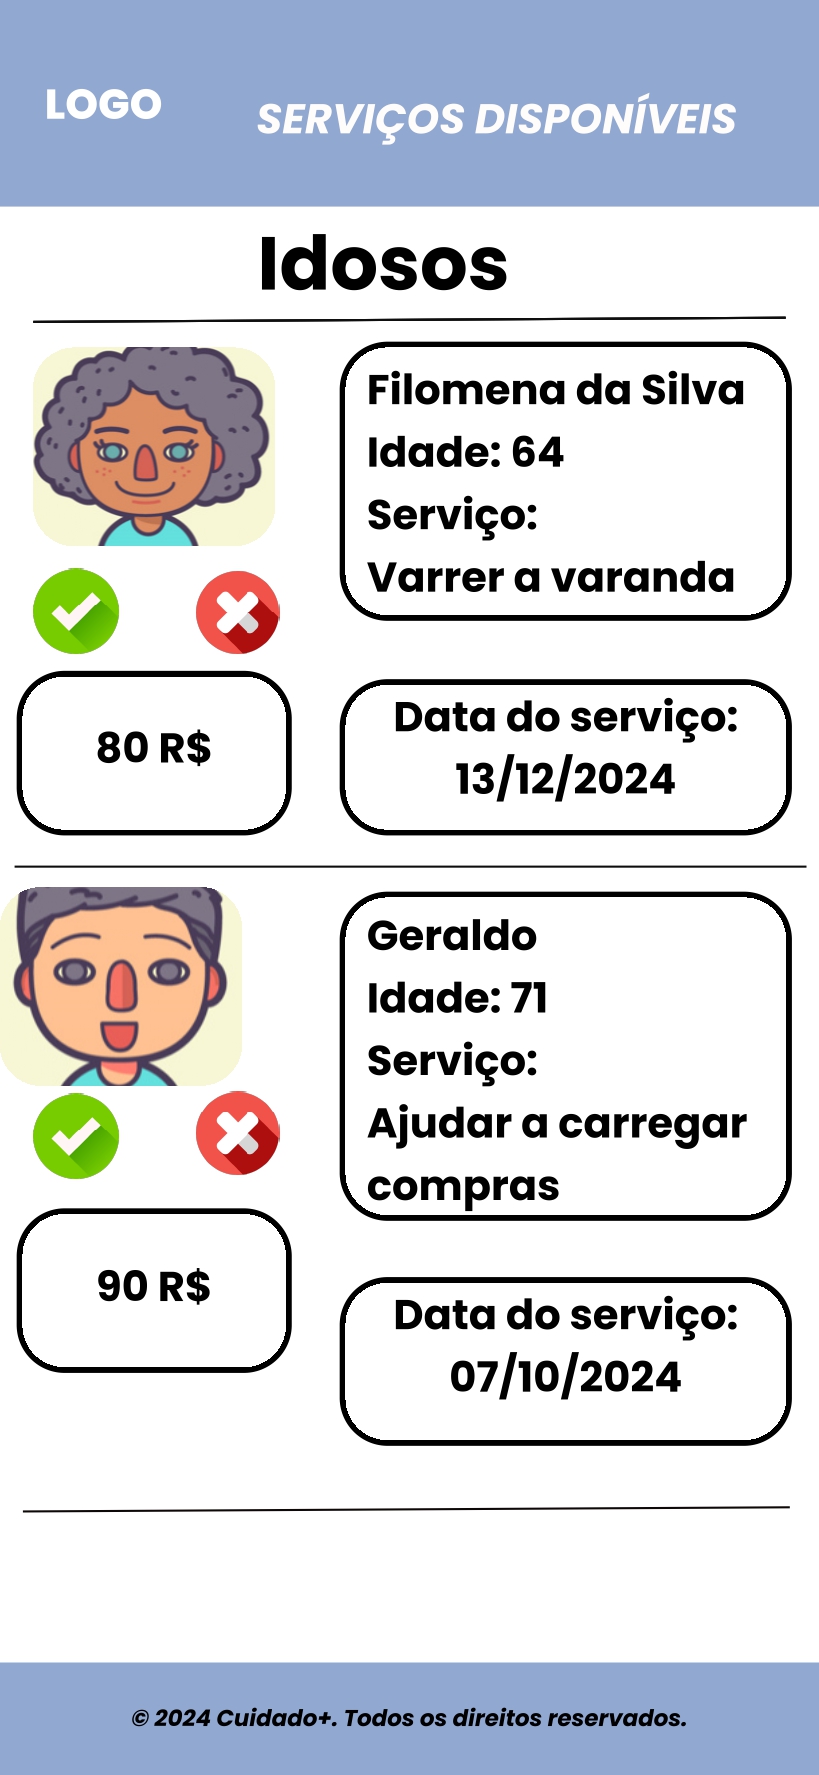 LOGO
SERVIÇOS DISPONÍVEIS
Idosos
Filomena da Silva
Idade: 64
Serviço:
Varrer a varanda
80 R$
Data do serviço:
13/12/2024
Geraldo
Idade: 71
Serviço:
Ajudar a carregar
compras
90 R$
Data do serviço:
07/10/2024
© 2024 Cuidado+. Todos os direitos reservados.